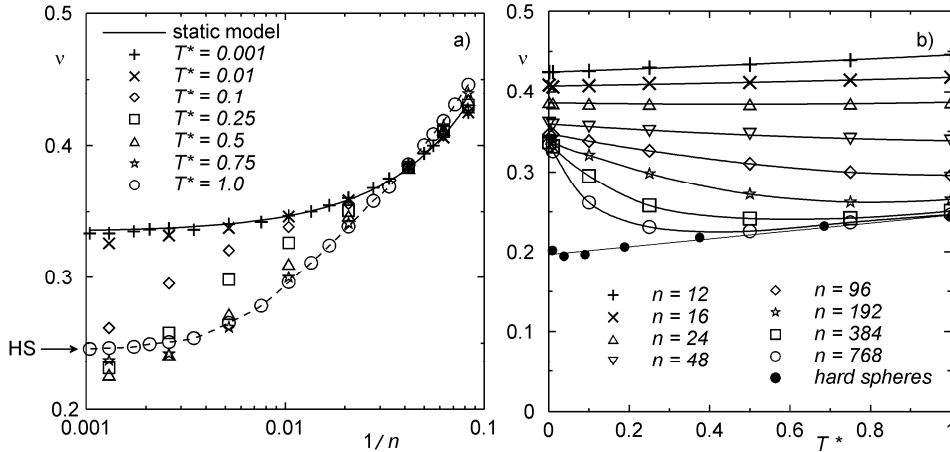 0.5
ν
static model
T* = 0.001
T* = 0.01
T* = 0.1
T* = 0.25
T* = 0.5
T* = 0.75
T* = 1.0
a)
0.4
0.3
HS
0.2
0.001
0.01
0.1
1/n
0.5
ν
b)
0.4
0.3
0.2
0.1
0
n = 12
n = 16
n = 24
n = 48
n = 96
n = 192
n = 384
n = 768
hard spheres
0
0.2
0.4
0.6
0.8
1
T*